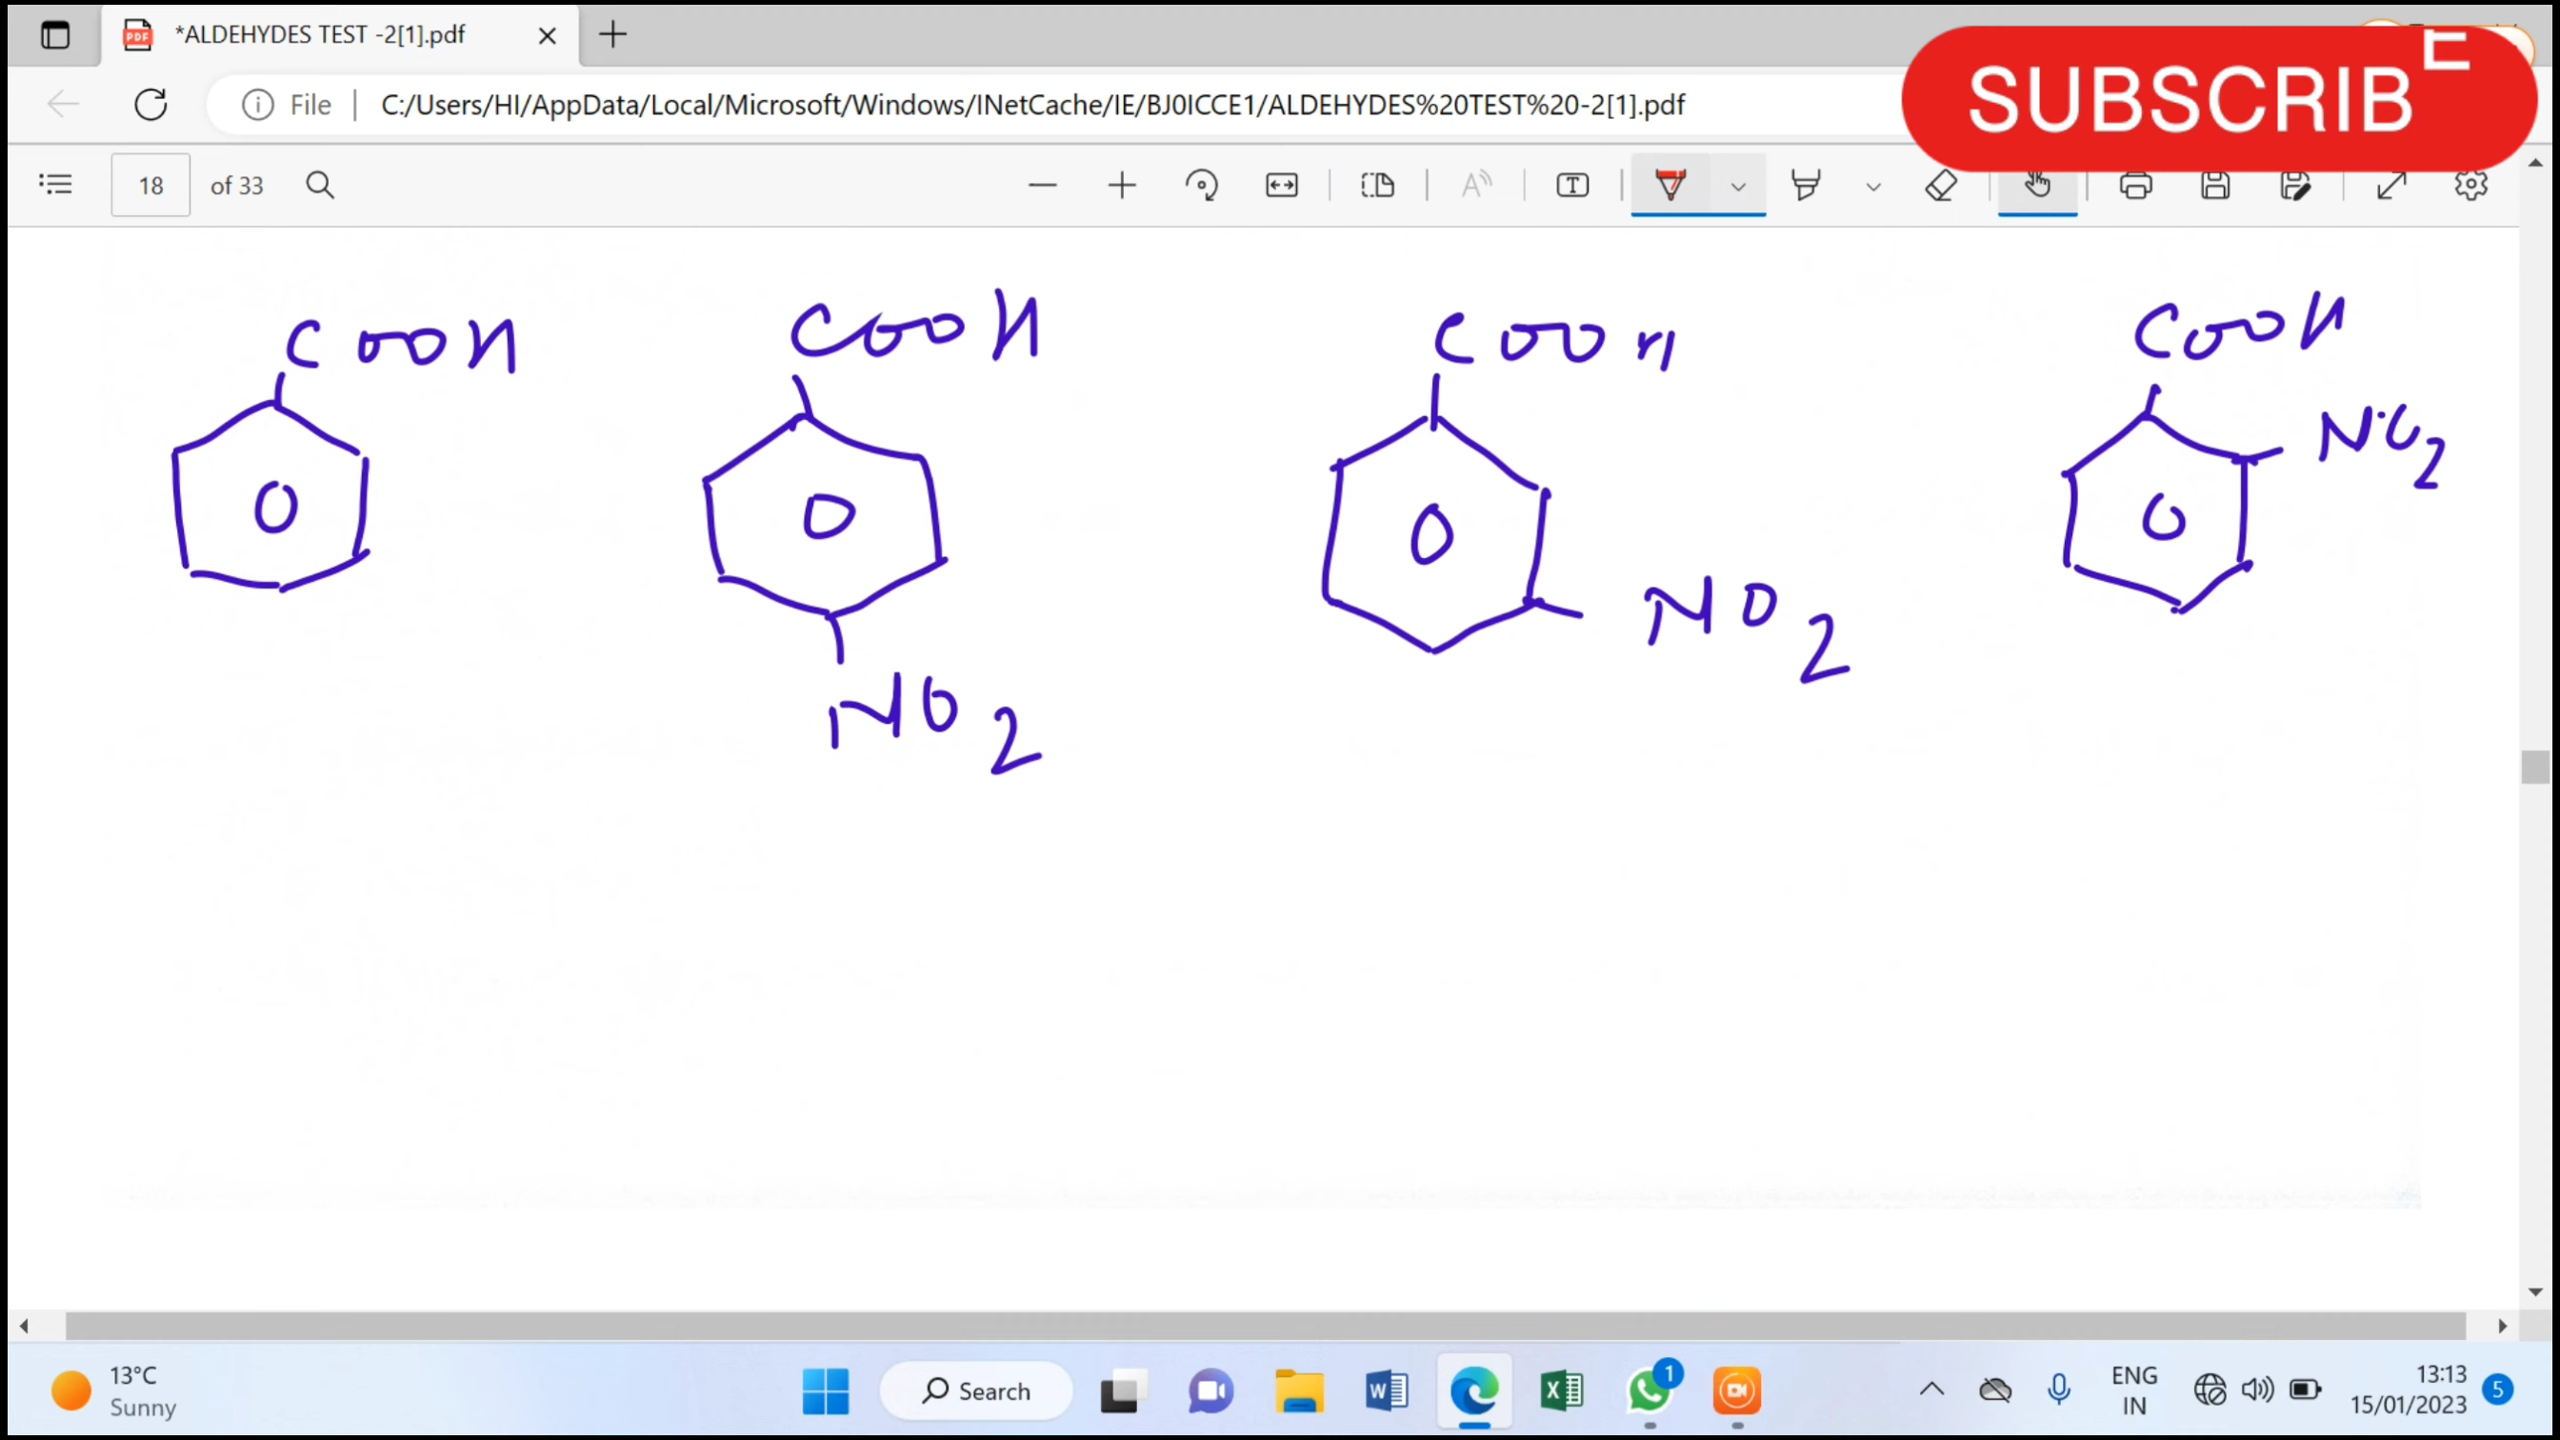 *ALDEHYDES TEST -2[1].pdf
SUBSCRIBE
File | C:/Users/HI/AppData/Local/Microsoft/Windows/INetCache/IE/BJ0ICCE1/ALDEHYDES%20TEST%20-2[1].pdf
18 of 33
COOH COOH COOH COOH
NO2
NO2
NO2
13°C
Sunny
Search
1
ENG
IN
13:13
15/01/2023
5